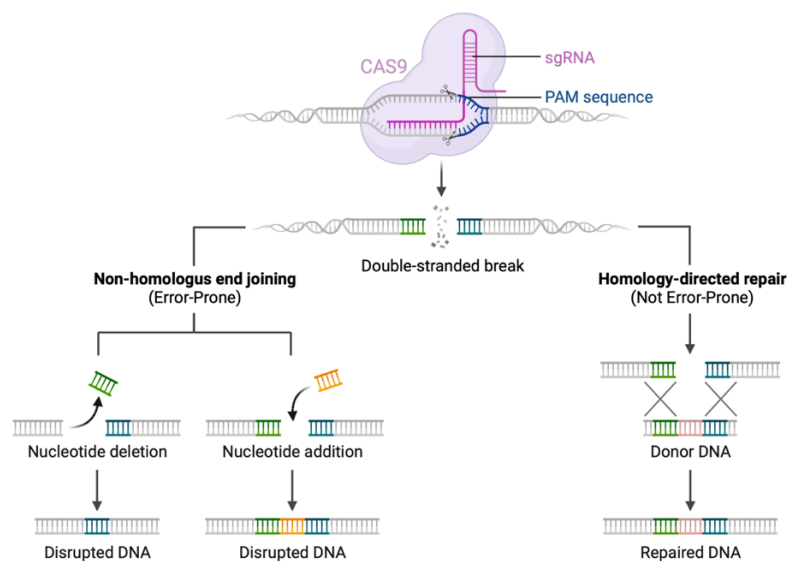 CAS9
sgRNA
PAM sequence
Double-stranded break
Non-homologus end joining
(Error-Prone)
Homology-directed repair
(Not Error-Prone)
Nucleotide deletion
Nucleotide addition
Donor DNA
Disrupted DNA
Disrupted DNA
Repaired DNA